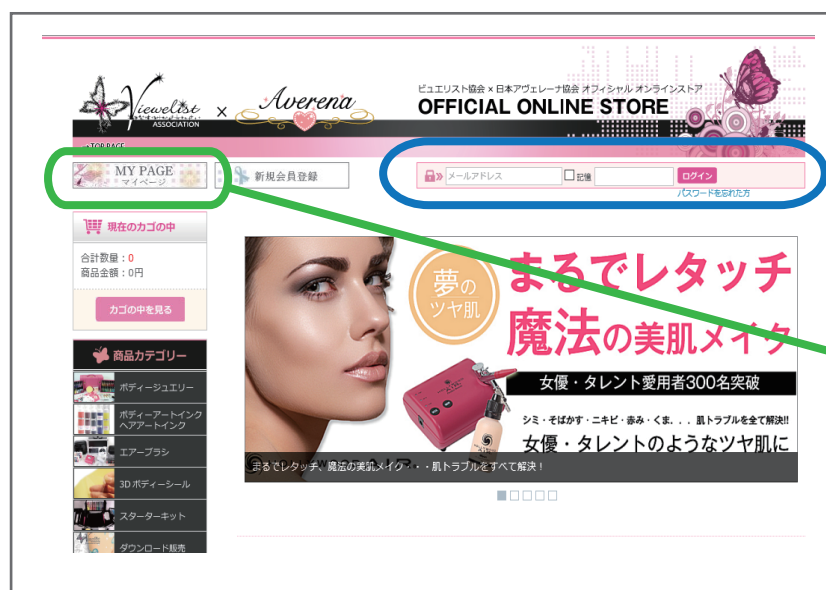 Viewelist
ASSOCIATION
×
Averena
ビュエリスト協会 × 日本アヴェレーナ協会 オフィシャル オンラインストア
OFFICIAL ONLINE STORE
TOP PAGE
MY PAGE
マイページ
新規会員登録
メールアドレス
記憶
ログイン
パスワードを忘れた方
現在のカゴの中
合計数量：0
商品金額：0円
カゴの中を見る
商品カテゴリー
ボディージュエリー
ボディーアートインク
ヘアアートインク
エアーブラシ
3Dボディーシール
スターターキット
ダウンロード販売
夢の
ツヤ肌
まるでレタッチ
魔法の美肌メイク
女優・タレント愛用者300名突破
シミ・そばかす・ニキビ・赤み・くま．．．肌トラブルを全て解決!!
女優・タレントのようなツヤ肌に
まるでレタッチ、魔法の美肌メイク・・・肌トラブルをすべて解決！